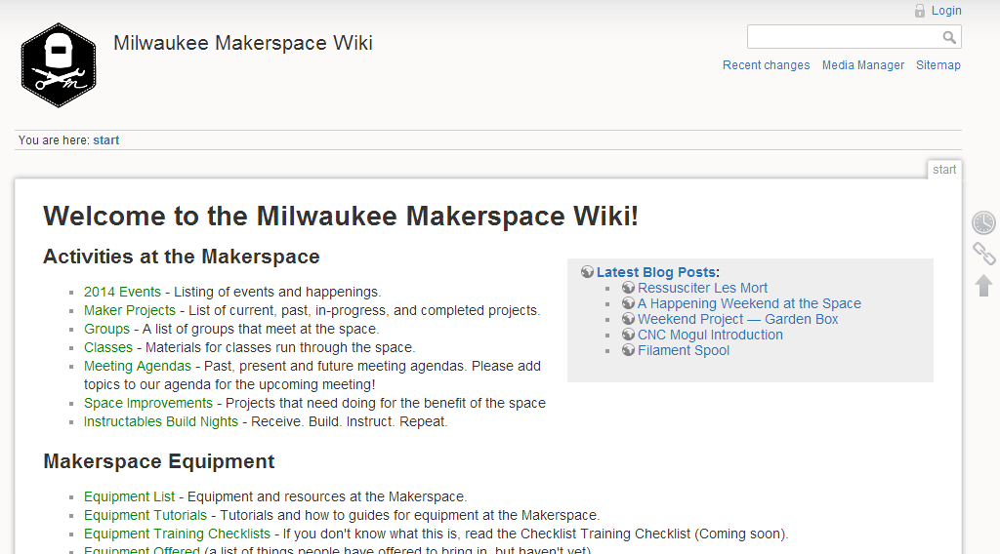 Login
Milwaukee Makerspace Wiki
Recent changes Media Manager Sitemap
You are here: start
start
Welcome to the Milwaukee Makerspace Wiki!
Activities at the Makerspace
2014 Events - Listing of events and happenings.
Maker Projects - List of current, past, in-progress, and completed projects.
Groups - A list of groups that meet at the space.
Classes - Materials for classes run through the space.
Meeting Agendas - Past, present and future meeting agendas. Please add
topics to our agenda for the upcoming meeting!
Space Improvements - Projects that need doing for the benefit of the space
Instructables Build Nights - Receive. Build. Instruct. Repeat.
Latest Blog Posts:
Ressusciter Les Mort
A Happening Weekend at the Space
Weekend Project — Garden Box
CNC Mogul Introduction
Filament Spool
Makerspace Equipment
Equipment List - Equipment and resources at the Makerspace.
Equipment Tutorials - Tutorials and how to guides for equipment at the Makerspace.
Equipment Training Checklists - If you don't know what this is, read the Checklist Training Checklist (Coming soon).
Equipment Offered (a list of things people have offered to bring in, but haven't yet)